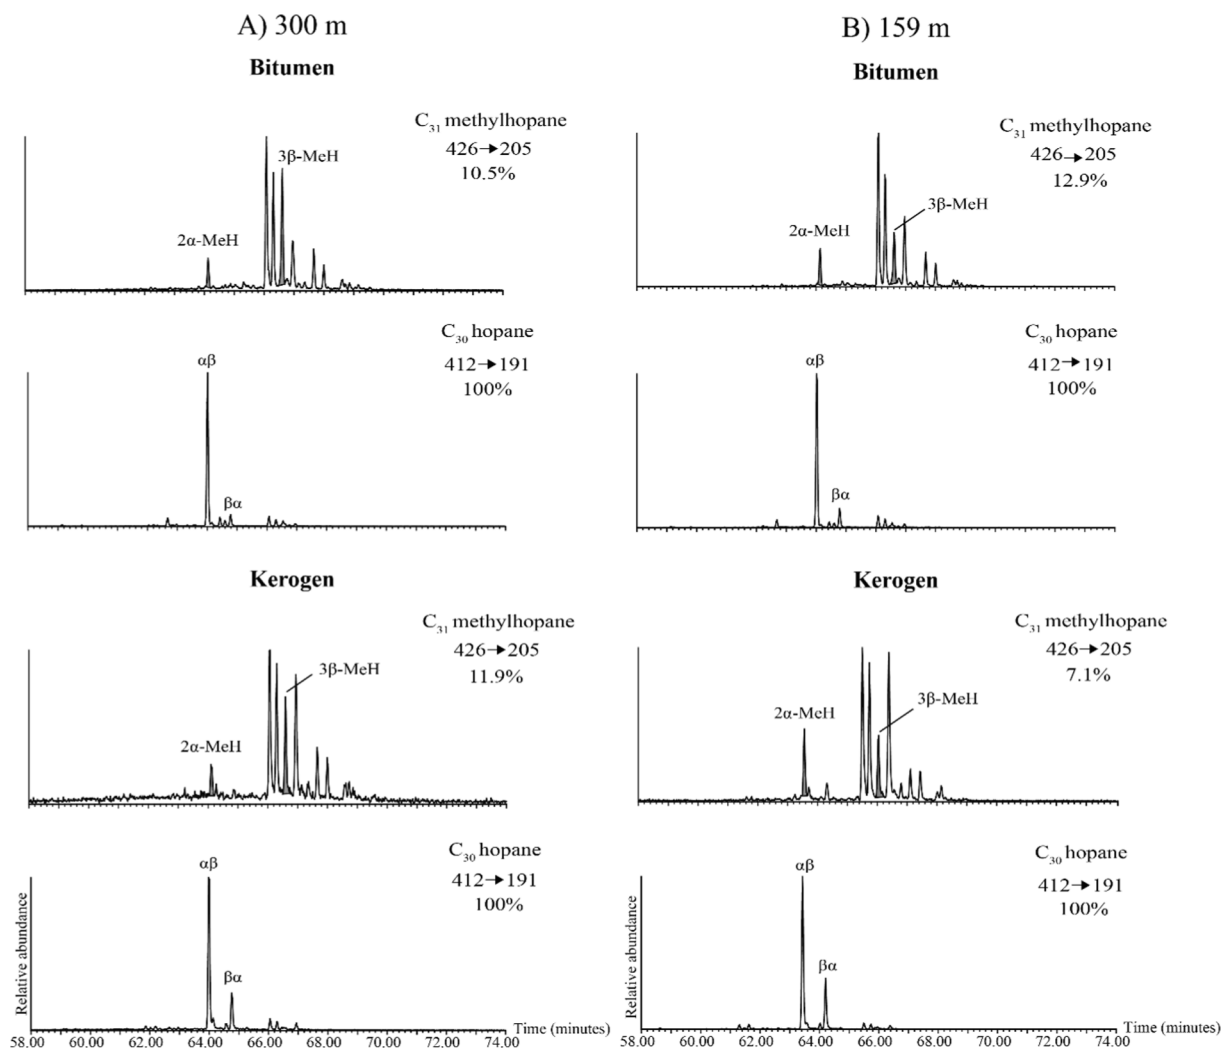 A) 300 m
Bitumen
C31 methylhopane
426→205
10.5%
3β-MeH
2α-MeH
C30 hopane
412→191
100%
αβ
βα
Kerogen
C31 methylhopane
426→205
11.9%
3β-MeH
2α-MeH
C30 hopane
412→191
100%
αβ
βα
Relative abundance
Time (minutes)
58.00 60.00 62.00 64.00 66.00 68.00 70.00 72.00 74.00
B) 159 m
Bitumen
C31 methylhopane
426→205
12.9%
3β-MeH
2α-MeH
C30 hopane
412→191
100%
αβ
βα
Kerogen
C31 methylhopane
426→205
7.1%
3β-MeH
2α-MeH
C30 hopane
412→191
100%
αβ
βα
Relative abundance
Time (minutes)
58.00 60.00 62.00 64.00 66.00 68.00 70.00 72.00 74.00